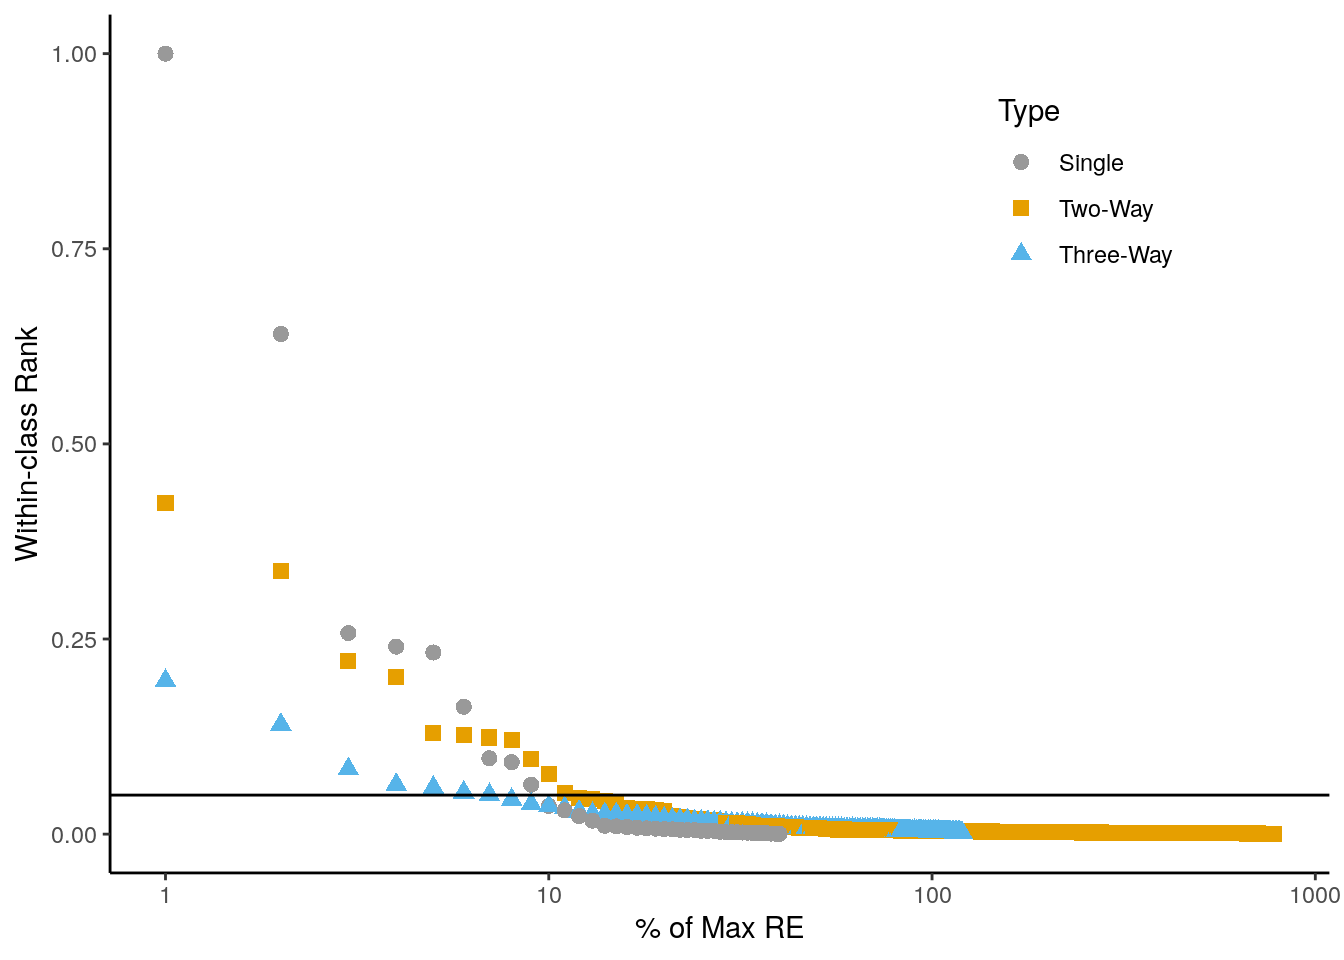 Type
Single
Two-Way
Three-Way
Within-class Rank
1.00
0.75
0.50
0.25
0.00
1
10
100
1000
% of Max RE